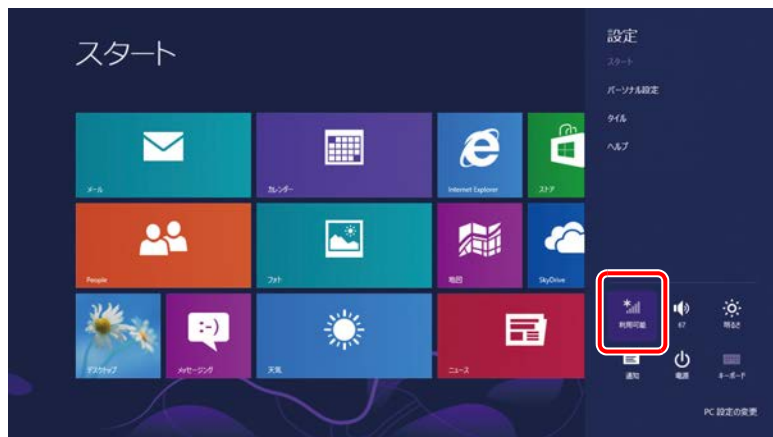 スタート
設定
スタート
パーソナル設定
タイル
ヘルプ
メール
カレンダー
Internet Explorer
ストア
People
フォト
地図
SkyDrive
デスクトップ
メッセージング
:-)
天気
ニュース
利用可能
67
明るさ
通知
電源
キーボード
PC 設定の変更